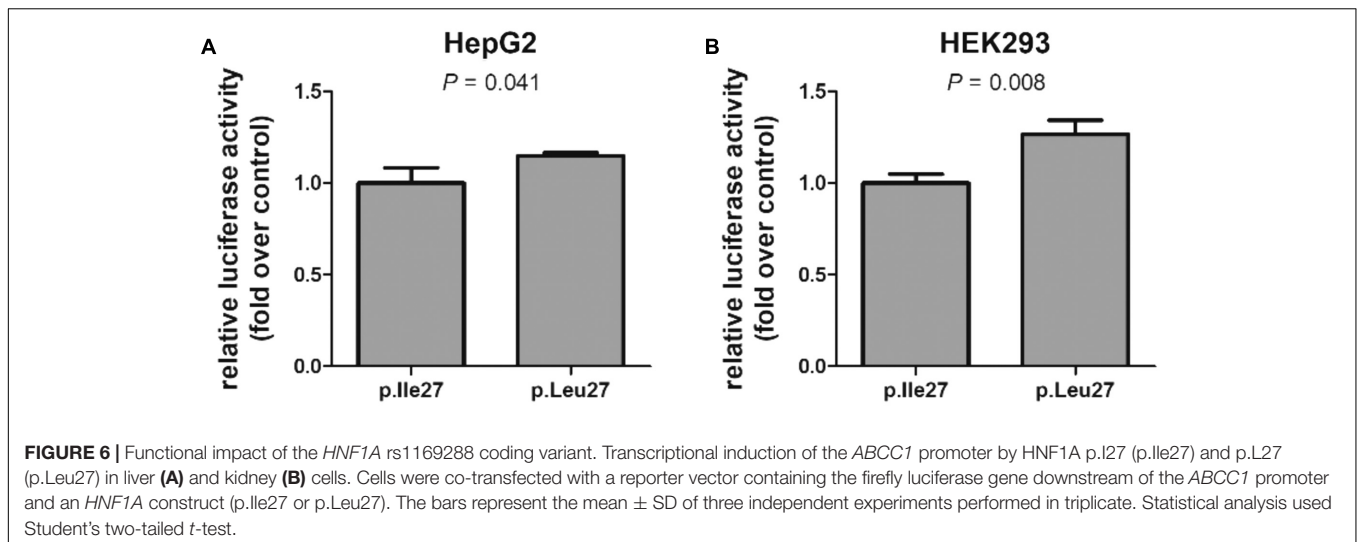 A
HepG2
P = 0.041
relative luciferase activity
(fold over control)
1.5
1.0
0.5
0.0
p.Ile27
p.Leu27
B
HEK293
P = 0.008
relative luciferase activity
(fold over control)
1.5
1.0
0.5
0.0
p.Ile27
p.Leu27
FIGURE 6 | Functional impact of the HNF1A rs1169288 coding variant. Transcriptional induction of the ABCC1 promoter by HNF1A p.I27 (p.Ile27) and p.L27
(p.Leu27) in liver (A) and kidney (B) cells. Cells were co-transfected with a reporter vector containing the firefly luciferase gene downstream of the ABCC1 promoter
and an HNF1A construct (p.Ile27 or p.Leu27). The bars represent the mean ± SD of three independent experiments performed in triplicate. Statistical analysis used
Student's two-tailed t-test.